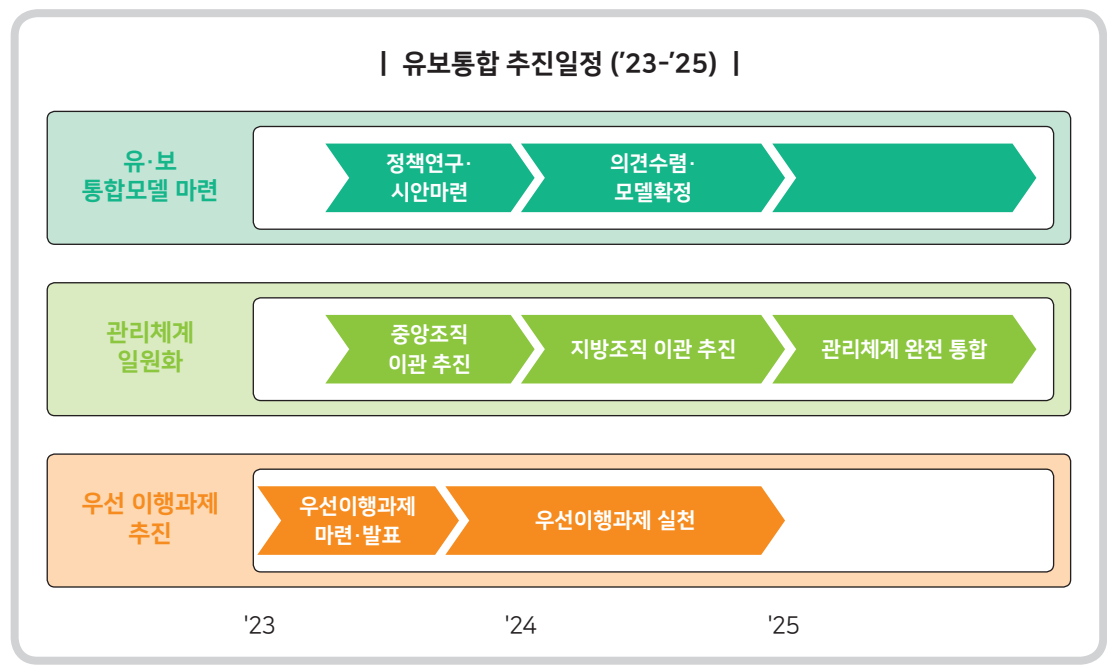 | 유보통합 추진일정 ('23-'25) |
유·보
통합모델 마련
정책연구·
시안마련
의견수렴·
모델확정
관리체계
일원화
중앙조직
이관 추진
지방조직 이관 추진
관리체계 완전 통합
우선 이행과제
추진
우선이행과제
마련·발표
우선이행과제 실천
'23
'24
'25